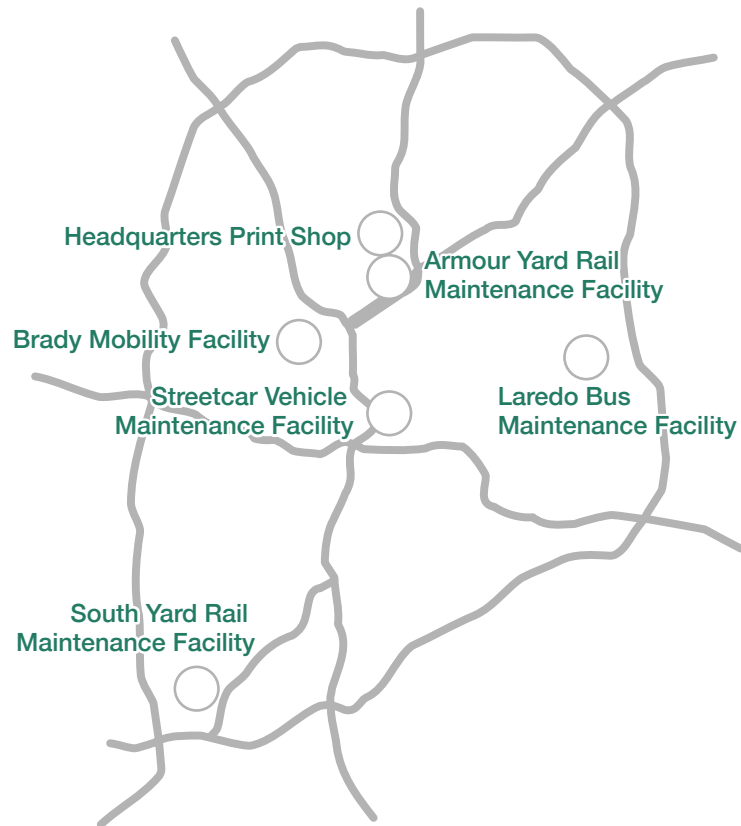 Headquarters Print Shop
Armour Yard Rail
Maintenance Facility
Brady Mobility Facility
Streetcar Vehicle
Maintenance Facility
Laredo Bus
Maintenance Facility
South Yard Rail
Maintenance Facility